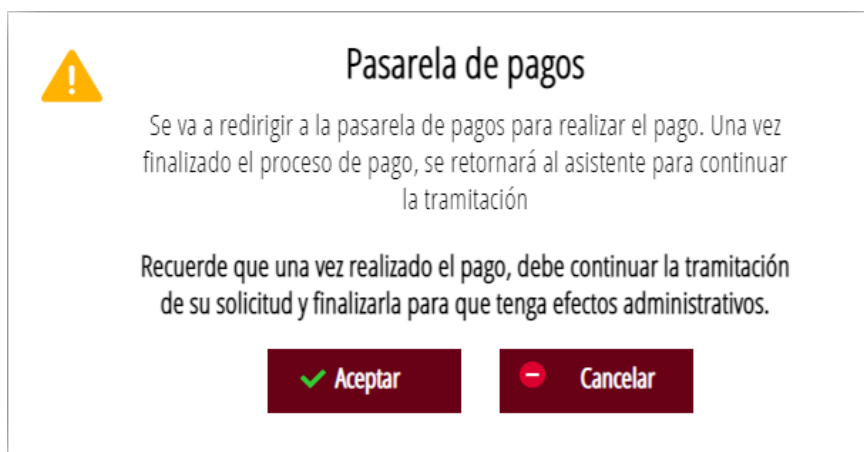 Pasarela de pagos
Se va a redirigir a la pasarela de pagos para realizar el pago. Una vez
finalizado el proceso de pago, se retornará al asistente para continuar
la tramitación
Recuerde que una vez realizado el pago, debe continuar la tramitación
de su solicitud y finalizarla para que tenga efectos administrativos.
Aceptar
Cancelar